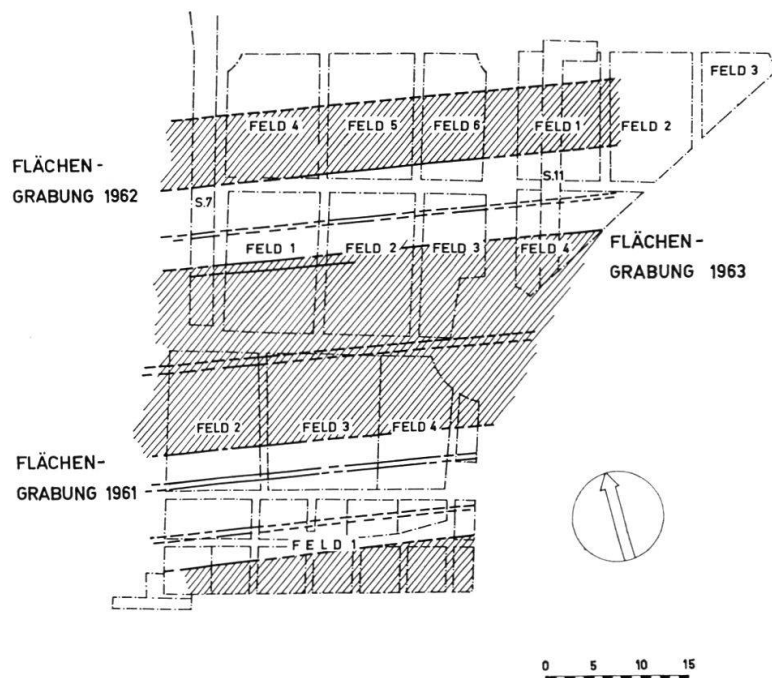 FELD 3
FELD 4 FELD 5 FELD 6 FELD 1 FELD 2
FLÄCHEN-
GRABUNG 1962
S.11
S.7
FELD 1 FELD 2 FELD 3 FELD 4
FLÄCHEN-
GRABUNG 1963
FELD 2 FELD 3 FELD 4
FLÄCHEN-
GRABUNG 1961
FELD 1
0 5 10 15